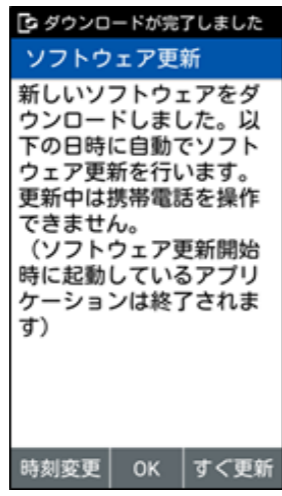 ダウンロードが完了しました
ソフトウェア更新
新しいソフトウェアをダ
ウンロードしました。以
下の日時に自動でソフト
ウェア更新を行います。
更新中は携帯電話を操作
できません。
（ソフトウェア更新開始
時に起動しているアプリ
ケーションは終了されま
す）
時刻変更 OK すぐ更新